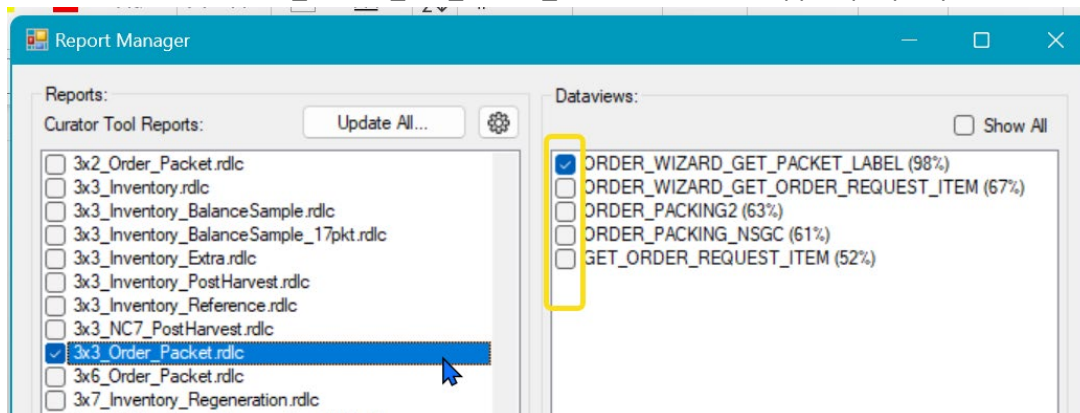 Report Manager
Reports:
Curator Tool Reports:
Update All...
3x2_Order_Packet.rdlc
3x3_Inventory.rdlc
3x3_Inventory_BalanceSample.rdlc
3x3_Inventory_BalanceSample_17pkt.rdlc
3x3_Inventory_Extra.rdlc
3x3_Inventory_PostHarvest.rdlc
3x3_Inventory_Reference.rdlc
3x3_NC7_PostHarvest.rdlc
3x3_Order_Packet.rdlc
3x6_Order_Packet.rdlc
3x7_Inventory_Regeneration.rdlc
Dataviews:
Show All
ORDER_WIZARD_GET_PACKET_LABEL (98%)
ORDER_WIZARD_GET_ORDER_REQUEST_ITEM (67%)
ORDER_PACKING2 (63%)
ORDER_PACKING_NSGC (61%)
GET_ORDER_REQUEST_ITEM (52%)